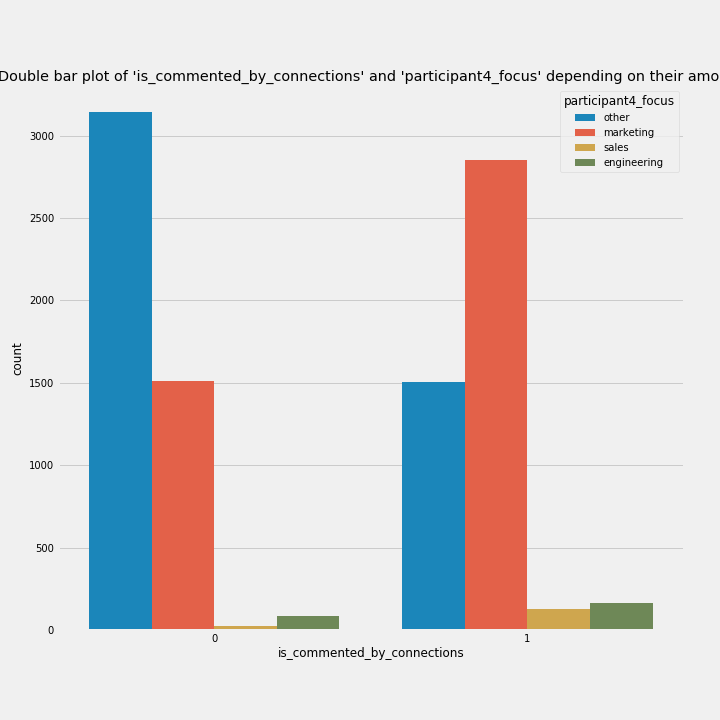 Double bar plot of 'is_commented_by_connections' and 'participant4_focus' depending on their amo
participant4_focus
other
marketing
sales
engineering
3000
2500
2000
1500
1000
500
0
count
0 1
is_commented_by_connections